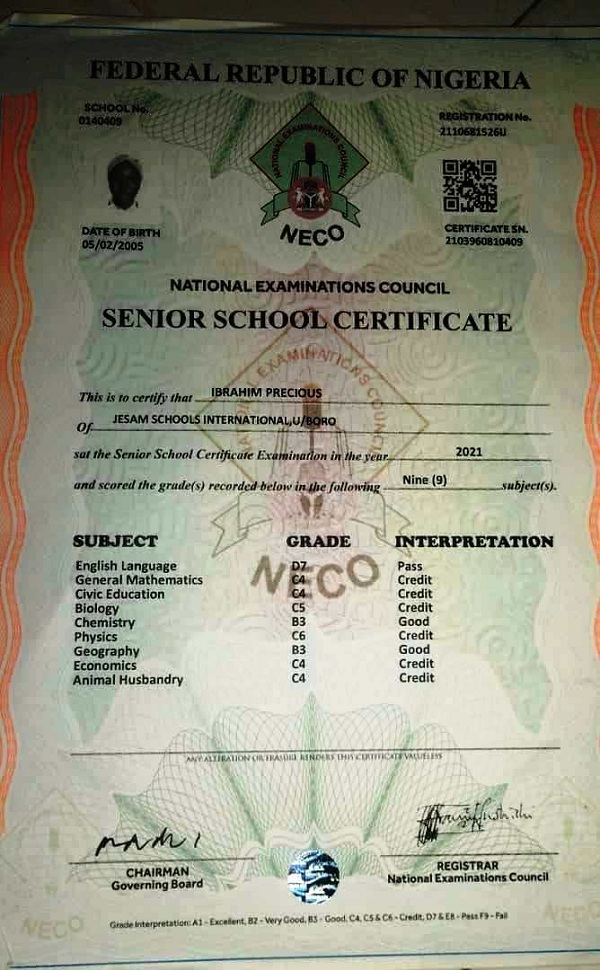 FEDERAL REPUBLIC OF NIGERIA
SCHOOL No.
0140409
REGISTRATION No.
2110681526U
NATIONAL EXAMINATIONS COUNCIL
NECO
DATE OF BIRTH
05/02/2005
CERTIFICATE SN.
2103960810409
NATIONAL EXAMINATIONS COUNCIL
SENIOR SCHOOL CERTIFICATE
This is to certify that IBRAHIM PRECIOUS
Of JESAM SCHOOLS INTERNATIONAL,U/BORO
sat the Senior School Certificate Examination in the year 2021
and scored the grade(s) recorded below in the following Nine (9) subject(s).
SUBJECT GRADE INTERPRETATION
English Language D7 Pass
General Mathematics C4 Credit
Civic Education C4 Credit
Biology C5 Credit
Chemistry B3 Good
Physics C6 Credit
Geography B3 Good
Economics C4 Credit
Animal Husbandry C4 Credit
NECO
ANY ALTERATION OR ERASURE RENDERS THIS CERTIFICATE VALUELESS
CHAIRMAN
Governing Board
REGISTRAR
National Examinations Council
NECO
Grade Interpretation: A1 - Excellent, B2 - Very Good, B3 - Good, C4, C5 & C6 - Credit, D7 & E8 - Pass F9 - Fail